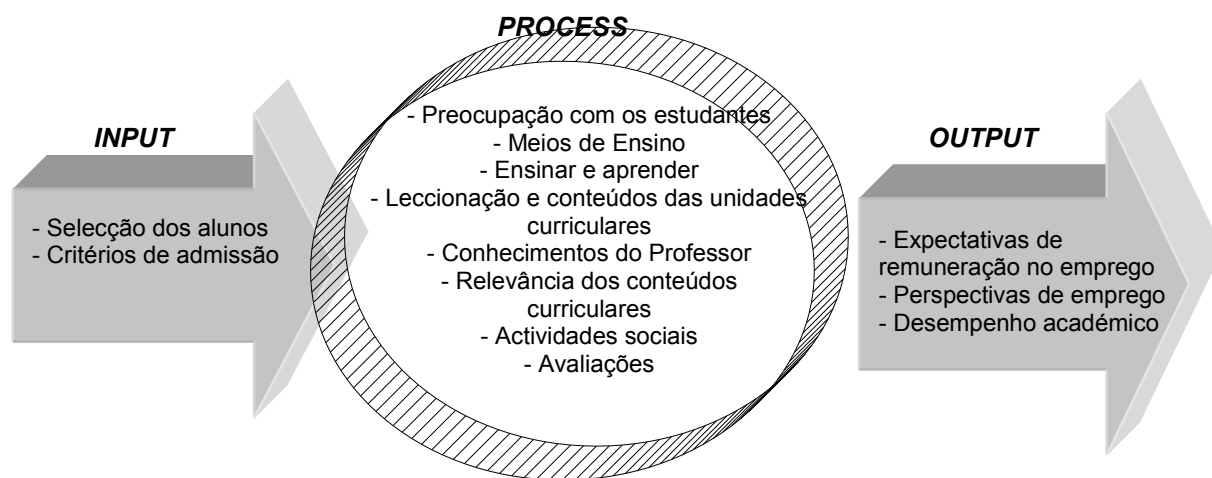 INPUT
- Selecção dos alunos
- Critérios de admissão
PROCESS
- Preocupação com os estudantes
- Meios de Ensino
- Ensinar e aprender
- Leccionação e conteúdos das unidades
curriculares
- Conhecimentos do Professor
- Relevância dos conteúdos
curriculares
- Actividades sociais
- Avaliações
OUTPUT
- Expectativas de
remuneração no emprego
- Perspectivas de emprego
- Desempenho académico